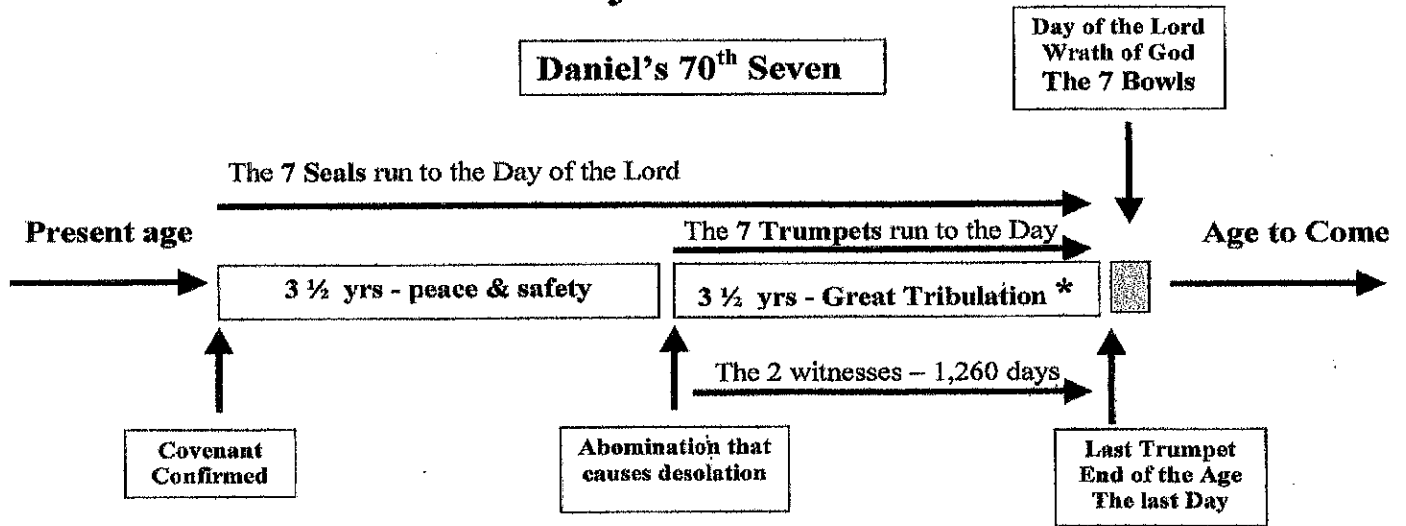 Daniel's 70th Seven
Day of the Lord
Wrath of God
The 7 Bowls
The 7 Seals run to the Day of the Lord
Present age
The 7 Trumpets run to the Day
Age to Come
3 ½ yrs - peace & safety
3 ½ yrs - Great Tribulation *
The 2 witnesses – 1,260 days
Covenant
Confirmed
Abomination that
causes desolation
Last Trumpet
End of the Age
The last Day